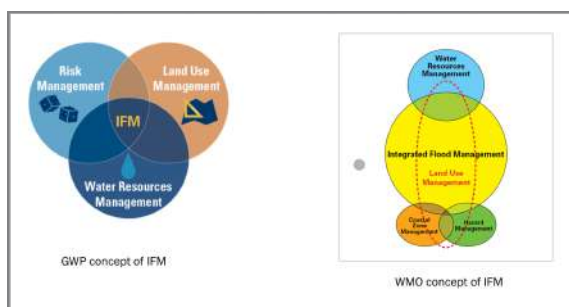 Risk
Management
Land Use
Management
IFM
Water Resources
Management
GWP concept of IFM
Water
Resources
Management
Integrated Flood Management
Land Use
Management
Coastal
Zone
Management
Hazard
Management
WMO concept of IFM